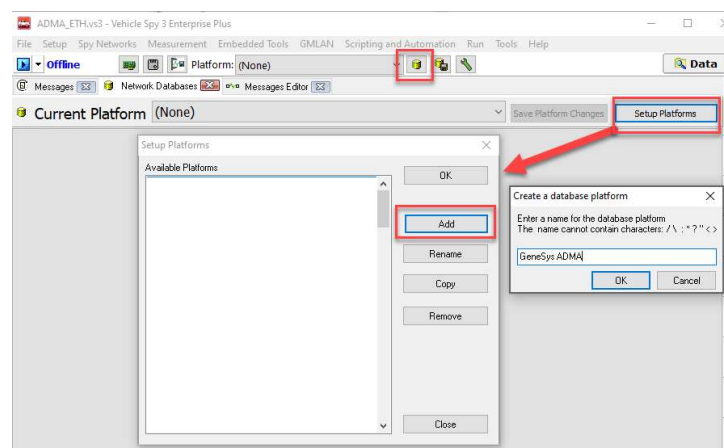 ADMA_ETH.vs3 - Vehicle Spy 3 Enterprise Plus
File Setup Spy Networks Measurement Embedded Tools GMLAN Scripting and Automation Run Tools Help
Offline Platform: (None) Data
Messages Network Databases Messages Editor
Current Platform (None) Save Platform Changes Setup Platforms
Setup Platforms
Available Platforms
OK
Add
Rename
Copy
Remove
Close
Create a database platform
Enter a name for the database platform
The name cannot contain characters: / \ : * ? " < >
GeneSys ADMA
OK Cancel